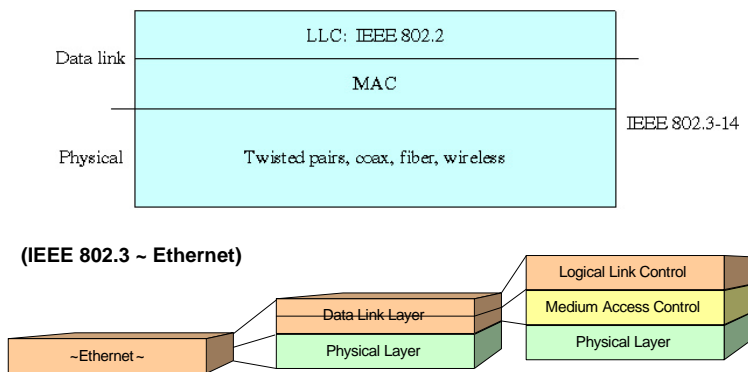 LLC: IEEE 802.2
Data link
MAC
IEEE 802.3-14
Physical
Twisted pairs, coax, fiber, wireless
(IEEE 802.3 ~ Ethernet)
Logical Link Control
Data Link Layer
Medium Access Control
~Ethernet~
Physical Layer
Physical Layer